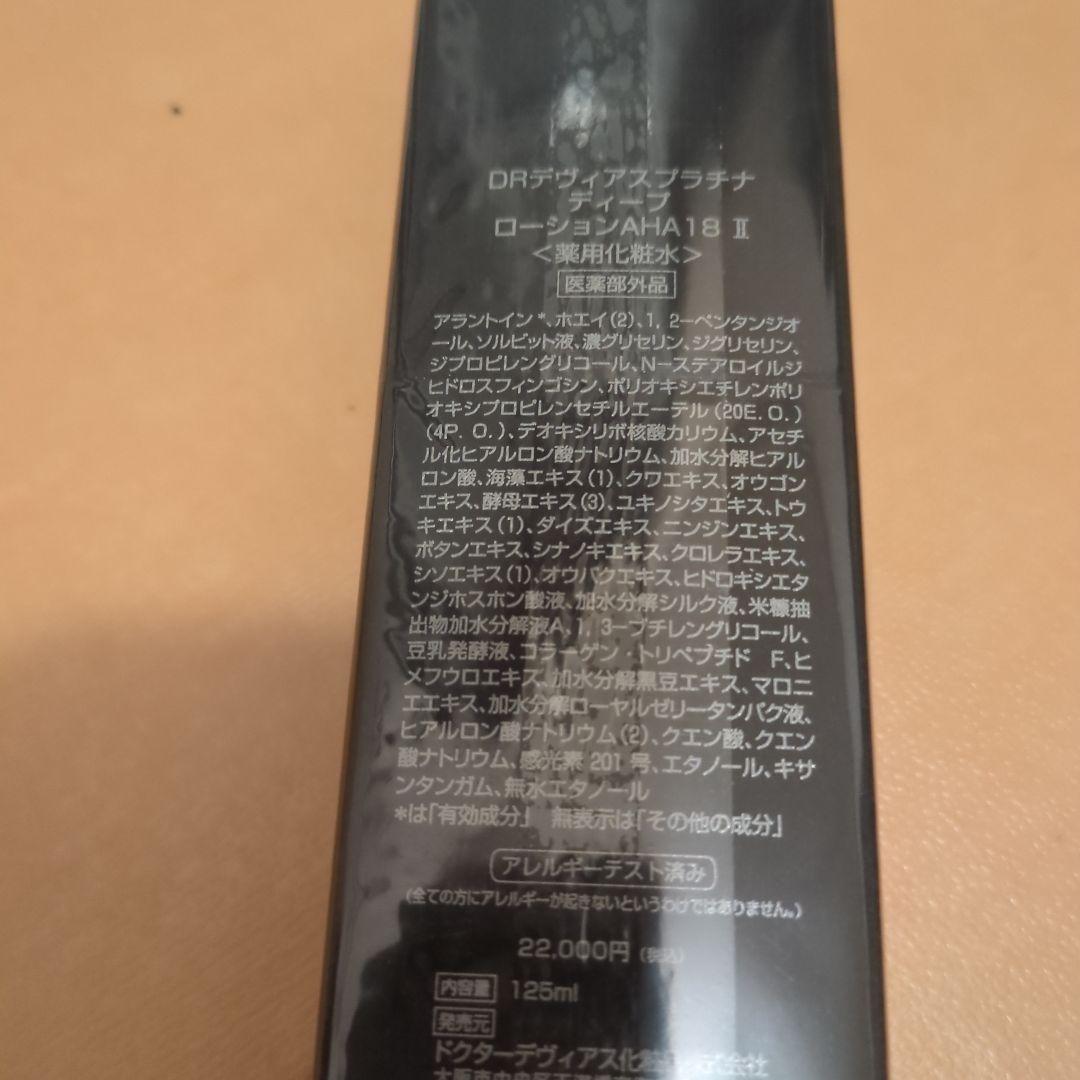 DRデヴィアスプラチナ
ディープ
ローションAHA18 Ⅱ
＜薬用化粧水＞
医薬部外品
アラントイン*、ホエイ(2)、1, 2−ペンタンジオ
ール、ソルビット液、濃グリセリン、ジグリセリン、
ジプロピレングリコール、N−ステアロイルジ
ヒドロスフィンゴシン、ポリオキシエチレンポリ
オキシプロピレンセチルエーテル(20E. O.)
(4P. O.)、デオキシリボ核酸カリウム、アセチ
ル化ヒアルロン酸ナトリウム、加水分解ヒアル
ロン酸、海藻エキス(1)、クワエキス、オウゴン
エキス、酵母エキス(3)、ユキノシタエキス、トウ
キエキス(1)、ダイズエキス、ニンジンエキス、
ボタンエキス、シナノキエキス、クロレラエキス、
シソエキス(1)、オウバクエキス、ヒドロキシエタ
ンジホスホン酸液、加水分解シルク液、米糠抽
出物加水分解液A、1, 3−ブチレングリコール、
豆乳発酵液、コラーゲン・トリペプチド F、ヒ
メフウロエキス、加水分解黒豆エキス、マロニ
エエキス、加水分解ローヤルゼリータンパク液、
ヒアルロン酸ナトリウム(2)、クエン酸、クエン
酸ナトリウム、感光素 201 号、エタノール、キサ
ンタンガム、無水エタノール
*は「有効成分」 無表示は「その他の成分」
アレルギーテスト済み
(全ての方にアレルギーが起きないというわけではありません。)
22,000円 (税込)
内容量 125ml
発売元
ドクターデヴィアス化粧品株式会社
大阪市中央区